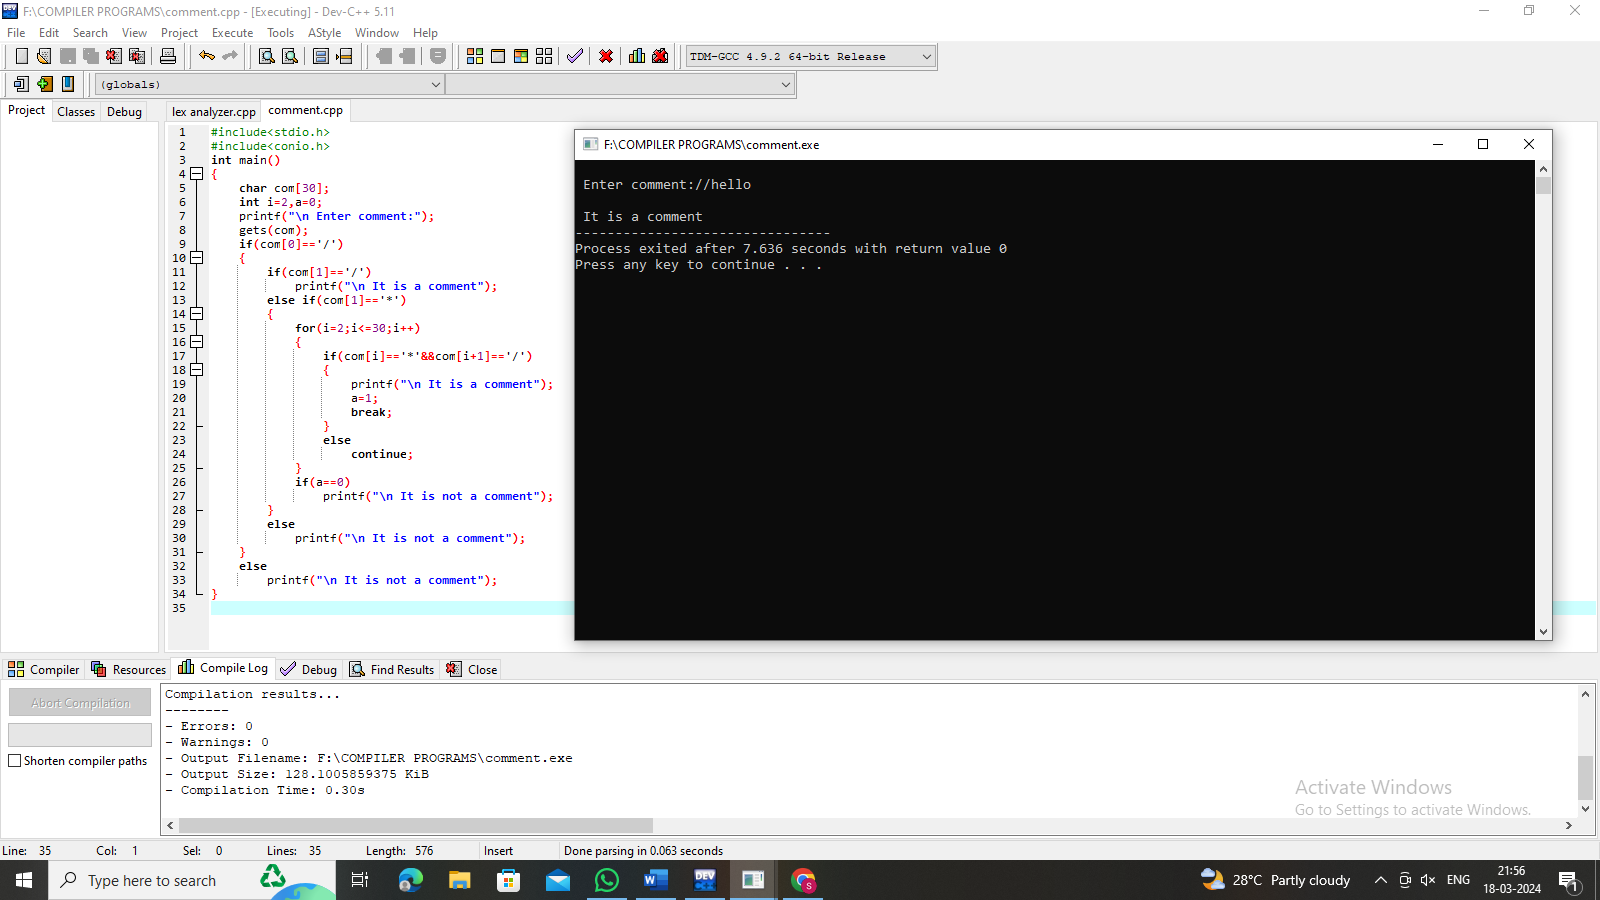 F:\COMPILER PROGRAMS\comment.cpp - [Executing] - Dev-C++ 5.11
File Edit Search View Project Execute Tools AStyle Window Help
TDM-GCC 4.9.2 64-bit Release
(globals)
Project Classes Debug
lex analyzer.cpp comment.cpp
1 #include<stdio.h>
2 #include<conio.h>
3 int main()
4 {
5 char com[30];
6 int i=2,a=0;
7 printf("\n Enter comment:");
8 gets(com);
9 if(com[0]=='/')
10 {
11 if(com[1]=='/')
12 printf("\n It is a comment");
13 else if(com[1]=='*')
14 {
15 for(i=2;i<=30;i++)
16 {
17 if(com[i]=='*'&&com[i+1]=='/')
18 {
19 printf("\n It is a comment");
20 a=1;
21 break;
22 }
23 else
24 continue;
25 }
26 if(a==0)
27 printf("\n It is not a comment");
28 }
29 else
30 printf("\n It is not a comment");
31 }
32 else
33 printf("\n It is not a comment");
34 }
35
F:\COMPILER PROGRAMS\comment.exe
Enter comment://hello
It is a comment
--------------------------------
Process exited after 7.636 seconds with return value 0
Press any key to continue . . .
Compiler Resources Compile Log Debug Find Results Close
Abort Compilation
Shorten compiler paths
Compilation results...
--------
- Errors: 0
- Warnings: 0
- Output Filename: F:\COMPILER PROGRAMS\comment.exe
- Output Size: 128.1005859375 KiB
- Compilation Time: 0.30s
Activate Windows
Go to Settings to activate Windows.
Line: 35 Col: 1 Sel: 0 Lines: 35 Length: 576 Insert Done parsing in 0.063 seconds
Type here to search
W
DEV
S
28°C Partly cloudy
ENG
21:56
18-03-2024
1